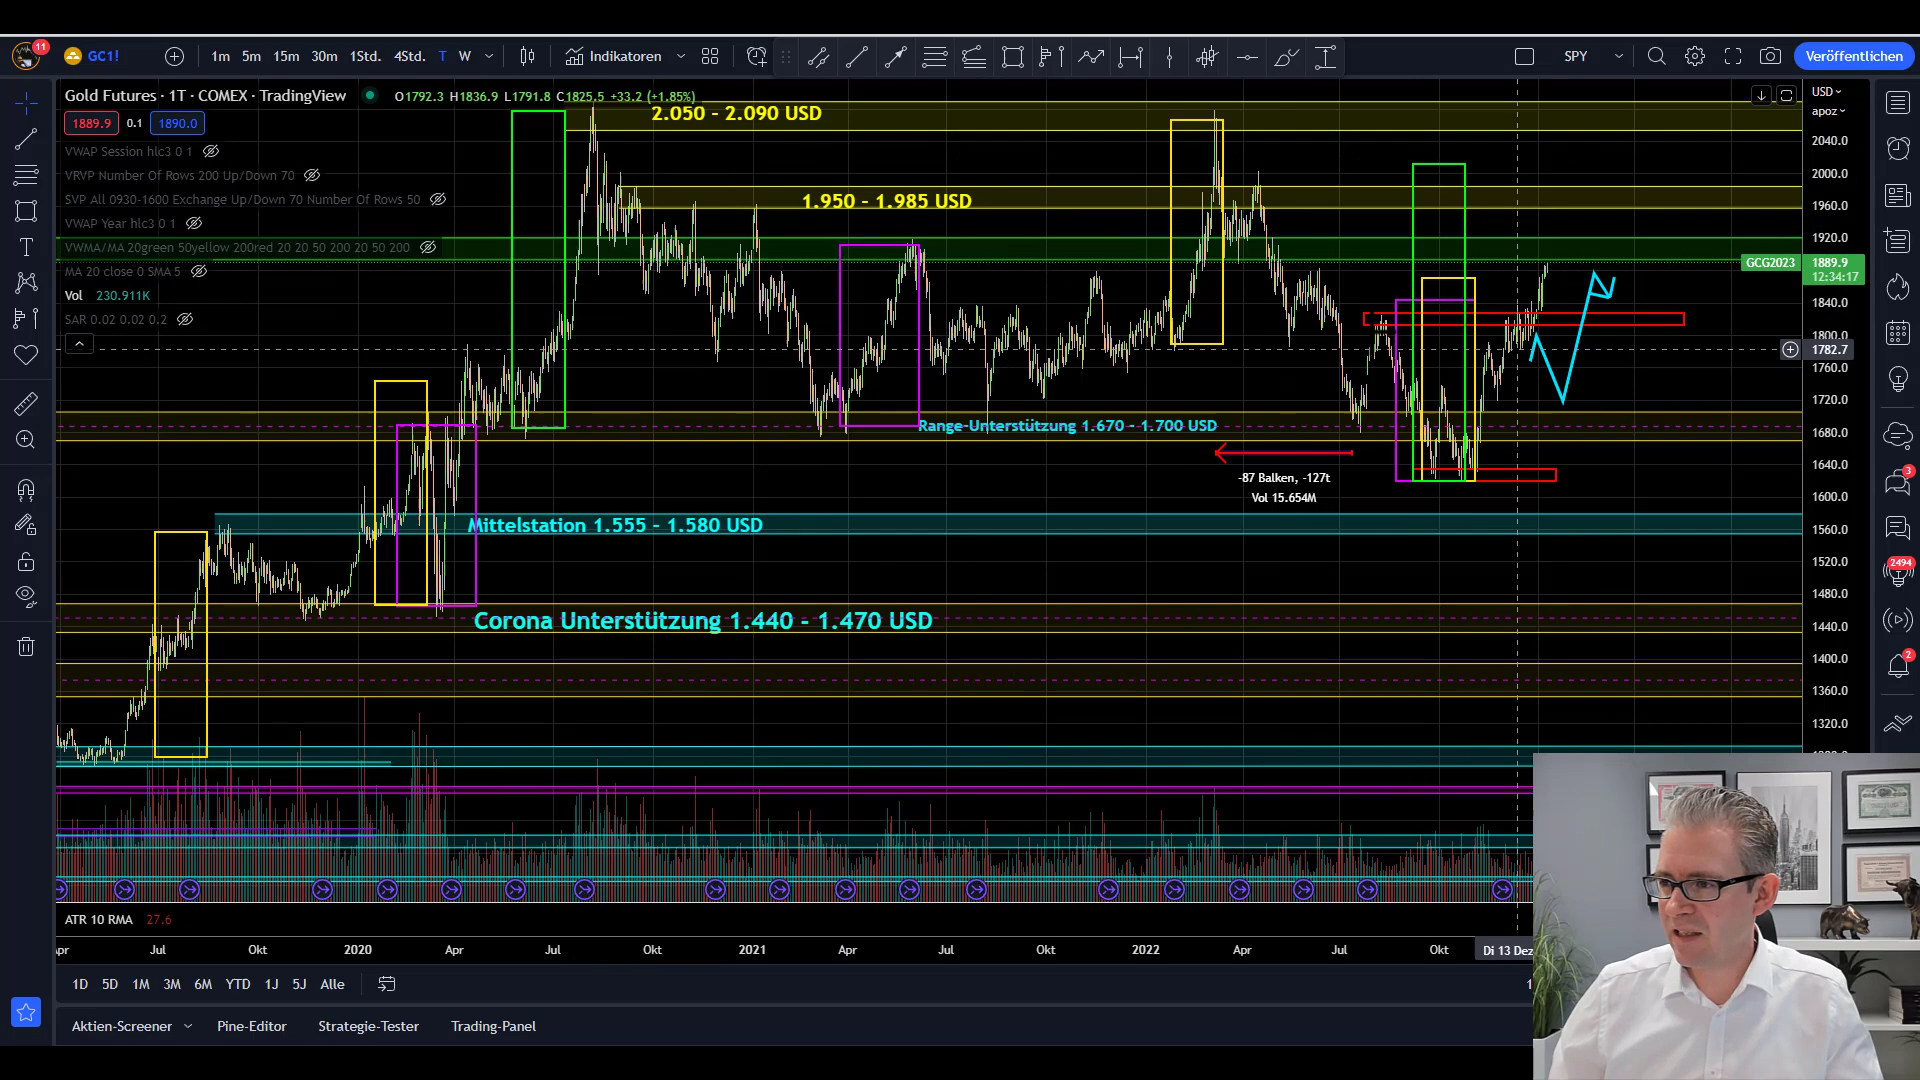 11
GC1!
1m 5m 15m 30m 1Std. 4Std. T W
Indikatoren
SPY
Veröffentlichen
Gold Futures · 1T · COMEX · TradingView
O1792.3 H1836.9 L1791.8 C1825.5 +33.2 (+1.85%)
1889.9 0.1 1890.0
VWAP Session hlc3 0 1
VRVP Number Of Rows 200 Up/Down 70
SVP All 0930-1600 Exchange Up/Down 70 Number Of Rows 50
VWAP Year hlc3 0 1
VWMA/MA 20green 50yellow 200red 20 20 50 200 20 50 200
MA 20 close 0 SMA 5
Vol 230.911K
SAR 0.02 0.02 0.2
2.050 - 2.090 USD
1.950 - 1.985 USD
Range-Unterstützung 1.670 - 1.700 USD
-87 Balken, -127t
Vol 15.654M
Mittelstation 1.555 - 1.580 USD
Corona Unterstützung 1.440 - 1.470 USD
USD
apoz
2040.0
2000.0
1960.0
1920.0
GCG2023 1889.9
12:34:17
1840.0
1800.0
1782.7
1760.0
1720.0
1680.0
1640.0
1600.0
1560.0
1520.0
1480.0
1440.0
1400.0
1360.0
1320.0
3
2494
2
ATR 10 RMA 27.6
pr Jul Okt 2020 Apr Jul Okt 2021 Apr Jul Okt 2022 Apr Jul Okt Di 13 Dez
1D 5D 1M 3M 6M YTD 1J 5J Alle
Aktien-Screener Pine-Editor Strategie-Tester Trading-Panel